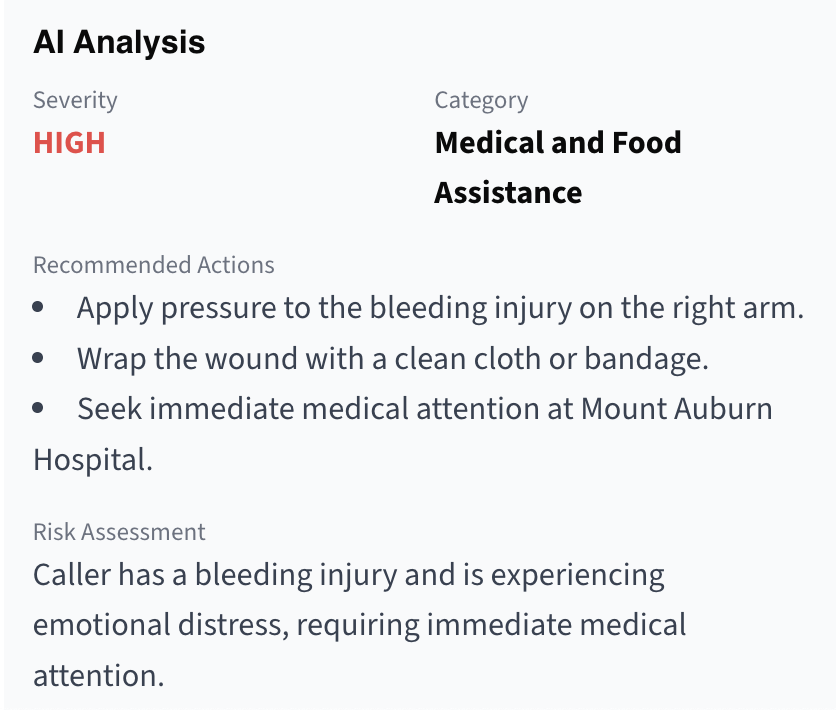 AI Analysis
Severity
Category
HIGH
Medical and Food
Assistance
Recommended Actions
• Apply pressure to the bleeding injury on the right arm.
• Wrap the wound with a clean cloth or bandage.
• Seek immediate medical attention at Mount Auburn
Hospital.
Risk Assessment
Caller has a bleeding injury and is experiencing
emotional distress, requiring immediate medical
attention.